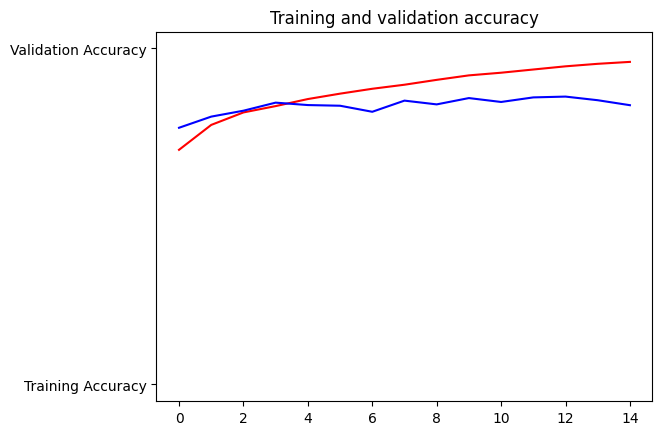 Training and validation accuracy
Validation Accuracy
Training Accuracy
0 2 4 6 8 10 12 14